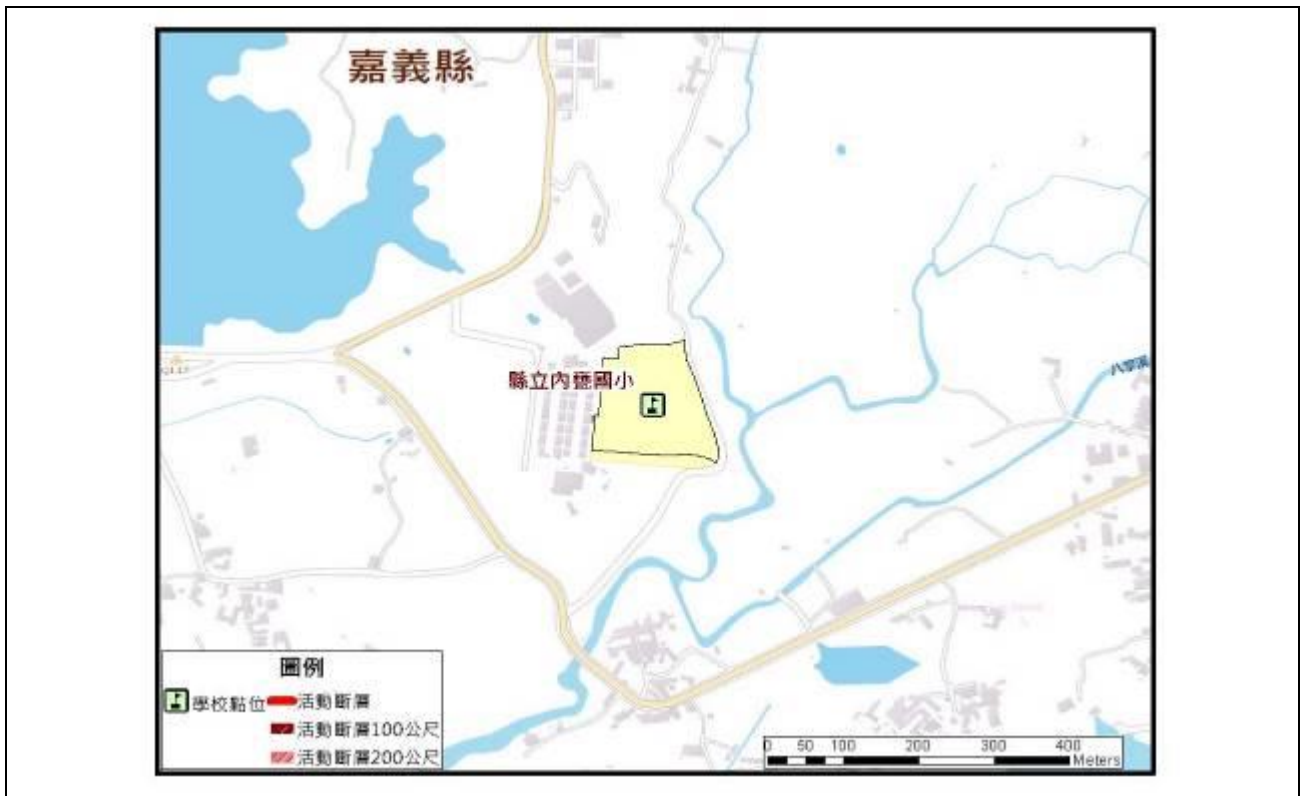 嘉義縣
縣立內甕國小
八掌溪
圖例
學校點位
活動斷層
活動斷層100公尺
活動斷層200公尺
0 50 100 200 300 400
Meters